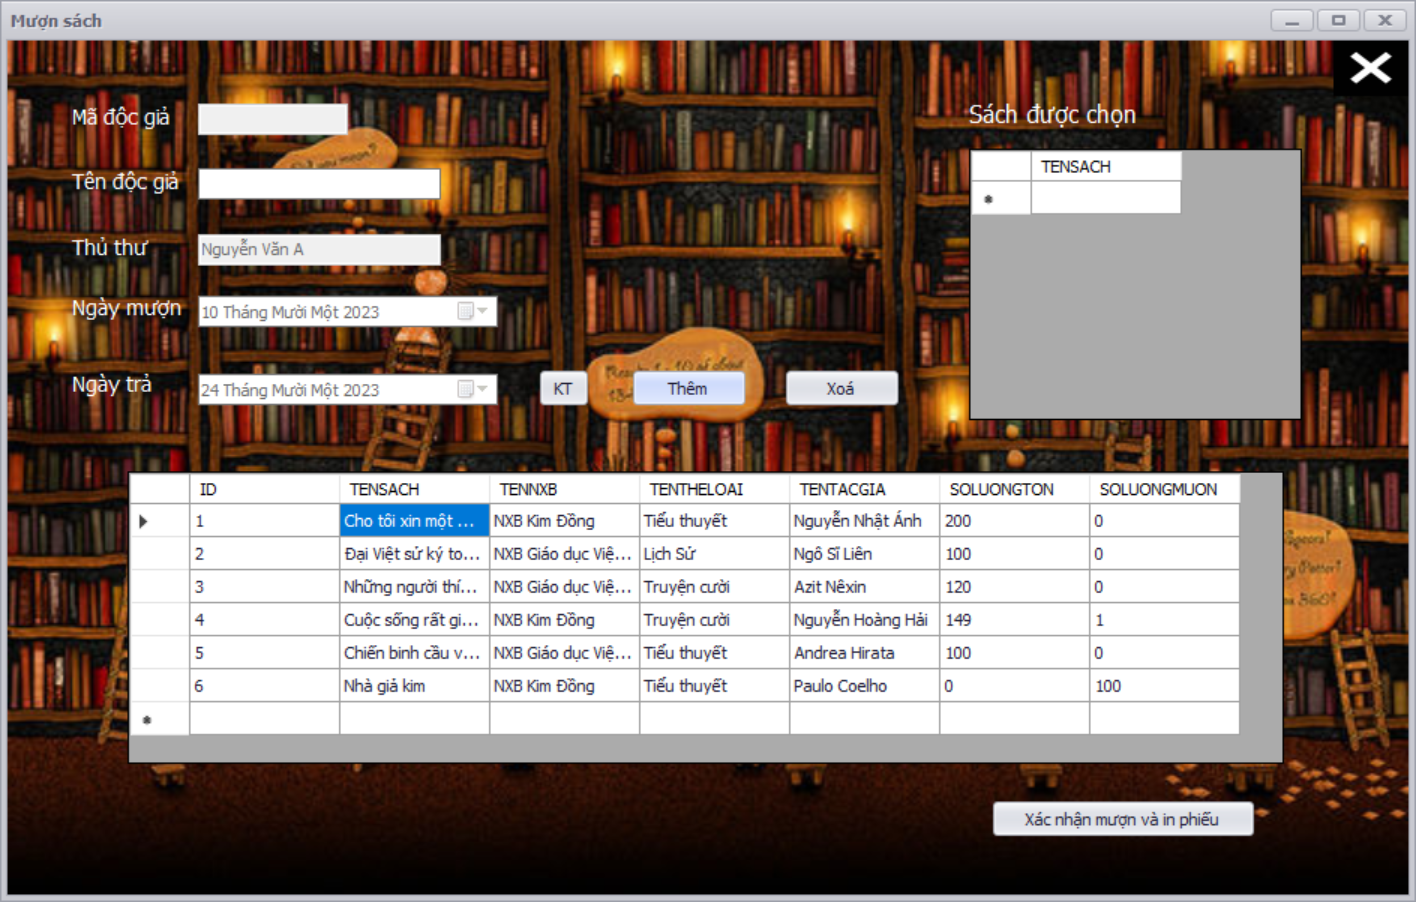 Mượn sách
Mã độc giả
Sách được chọn
TENSACH
Tên độc giả
Thủ thư
Nguyễn Văn A
Ngày mượn
10 Tháng Mười Một 2023
Ngày trả
24 Tháng Mười Một 2023
KT
Thêm
Xoá
ID TENSACH TENNXB TENTHELOAI TENTACGIA SOLUONGTON SOLUONGMUON
1 Cho tôi xin một ... NXB Kim Đồng Tiểu thuyết Nguyễn Nhật Ánh 200 0
2 Đại Việt sử ký to... NXB Giáo dục Việ... Lịch Sử Ngô Sĩ Liên 100 0
3 Những người thí... NXB Giáo dục Việ... Truyện cười Azit Nêxin 120 0
4 Cuộc sống rất gi... NXB Kim Đồng Truyện cười Nguyễn Hoàng Hải 149 1
5 Chiến binh cầu v... NXB Giáo dục Việ... Tiểu thuyết Andrea Hirata 100 0
6 Nhà giả kim NXB Kim Đồng Tiểu thuyết Paulo Coelho 0 100
Xác nhận mượn và in phiếu